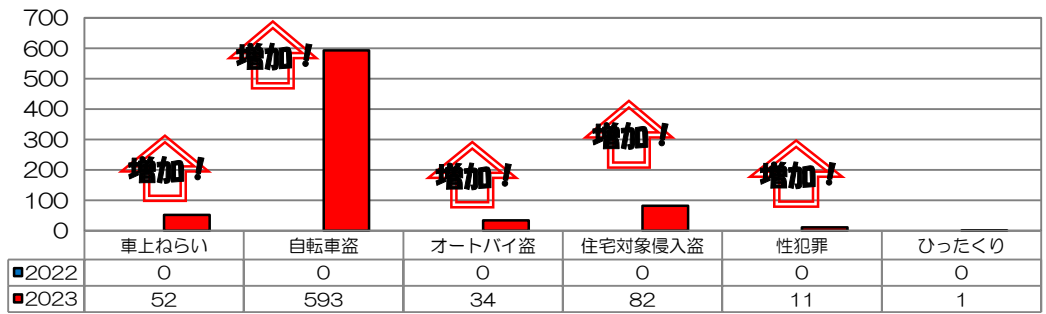 700
600
500
400
300
200
100
0
増加!
増加!
増加!
増加!
増加!
車上ねらい 自転車盗 オートバイ盗 住宅対象侵入盗 性犯罪 ひったくり
2022 0 0 0 0 0 0
2023 52 593 34 82 11 1